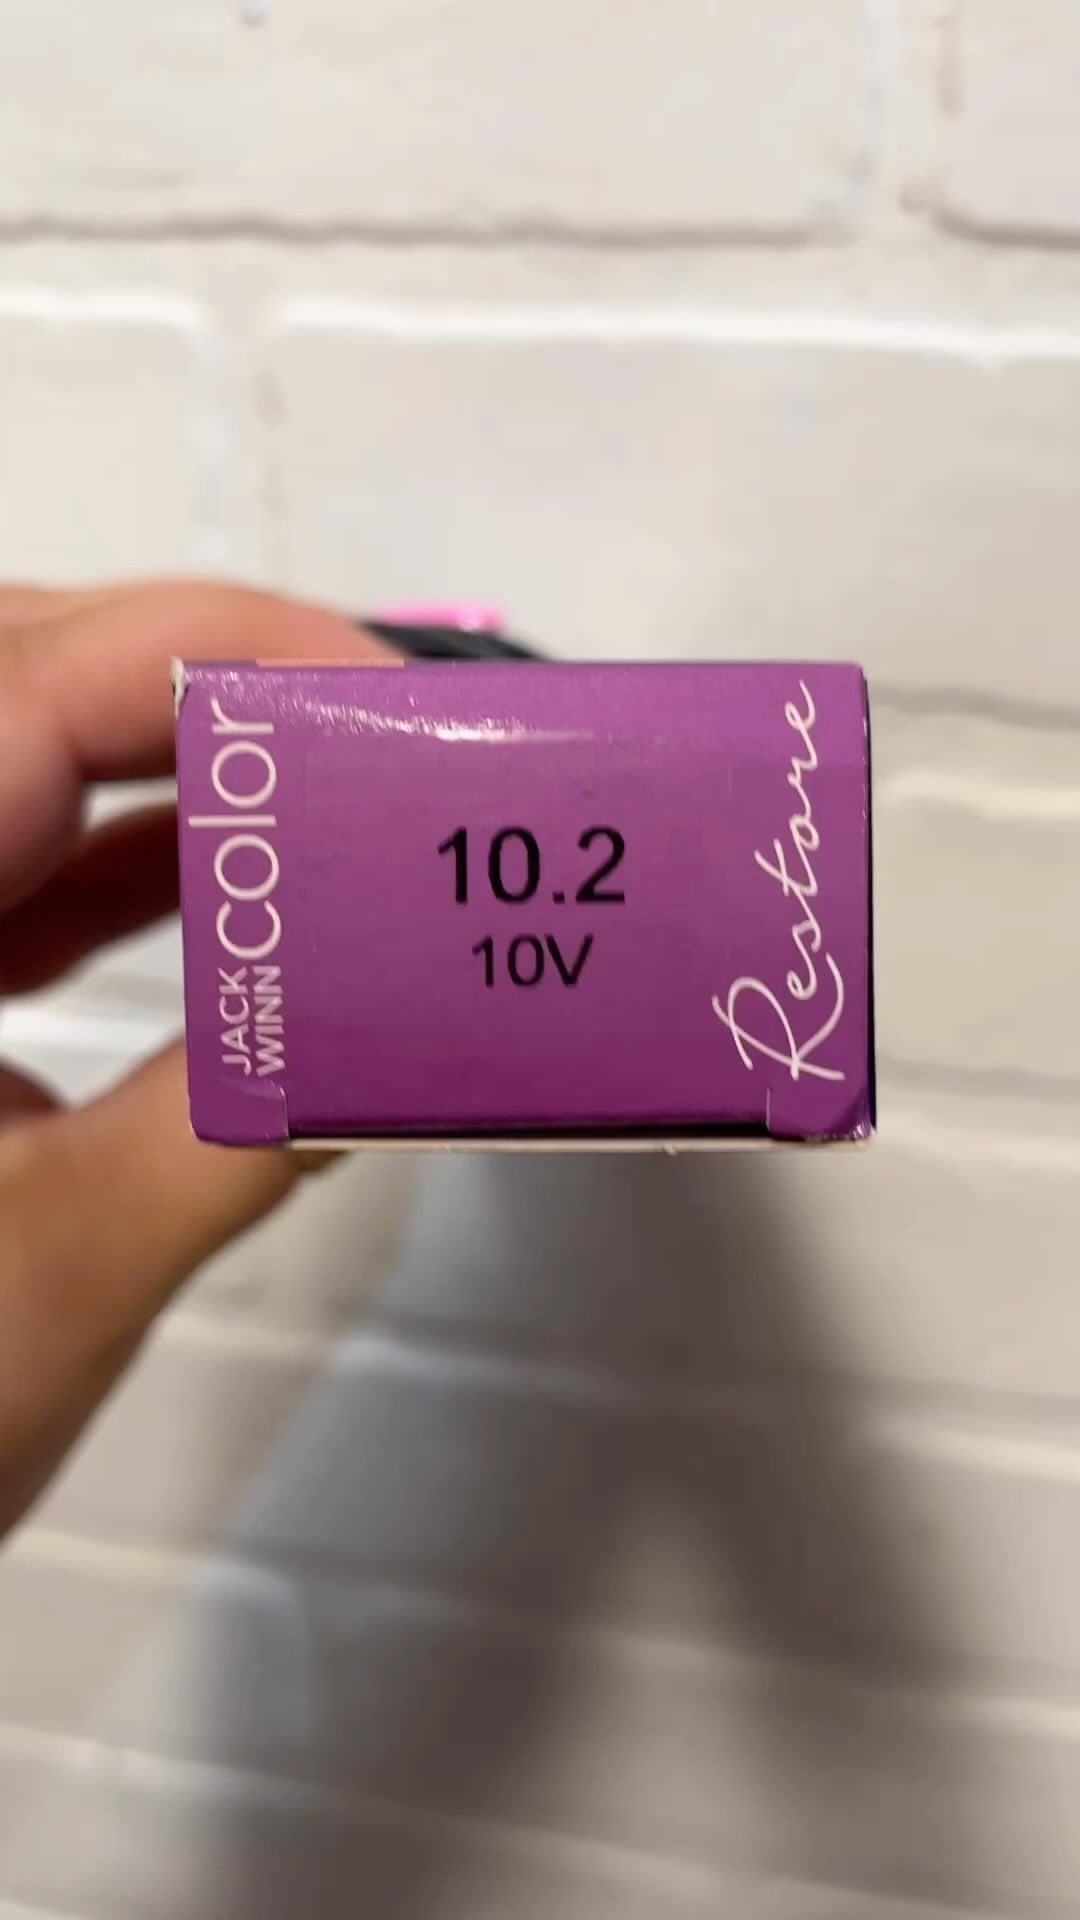 JACK
WINN
color
10.2
10V
Restore